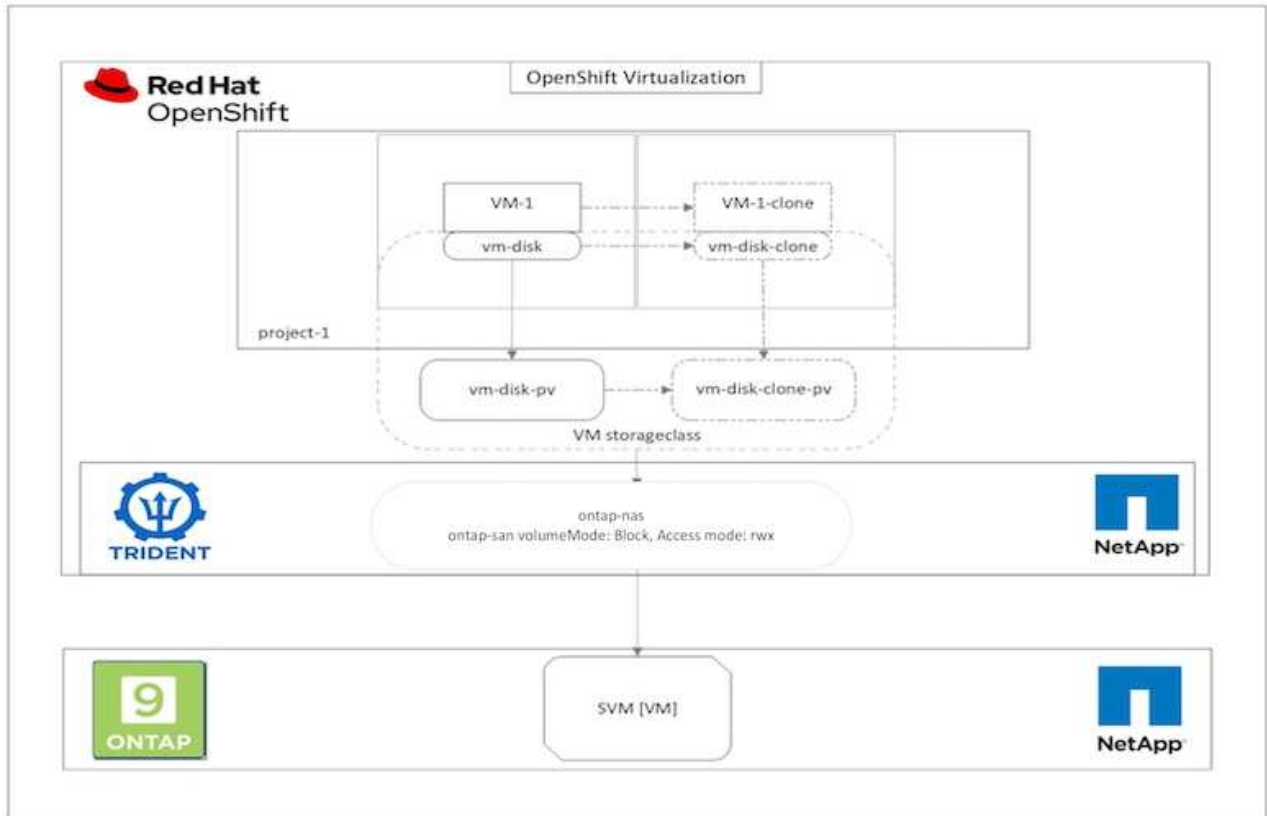 Red Hat
OpenShift
OpenShift Virtualization
VM-1
VM-1-clone
vm-disk
vm-disk-clone
project-1
vm-disk-pv
vm-disk-clone-pv
VM storageclass
TRIDENT
ontap-nas
ontap-san volumeMode: Block, Access mode: rwx
NetApp
9
ONTAP
SVM [VM]
NetApp